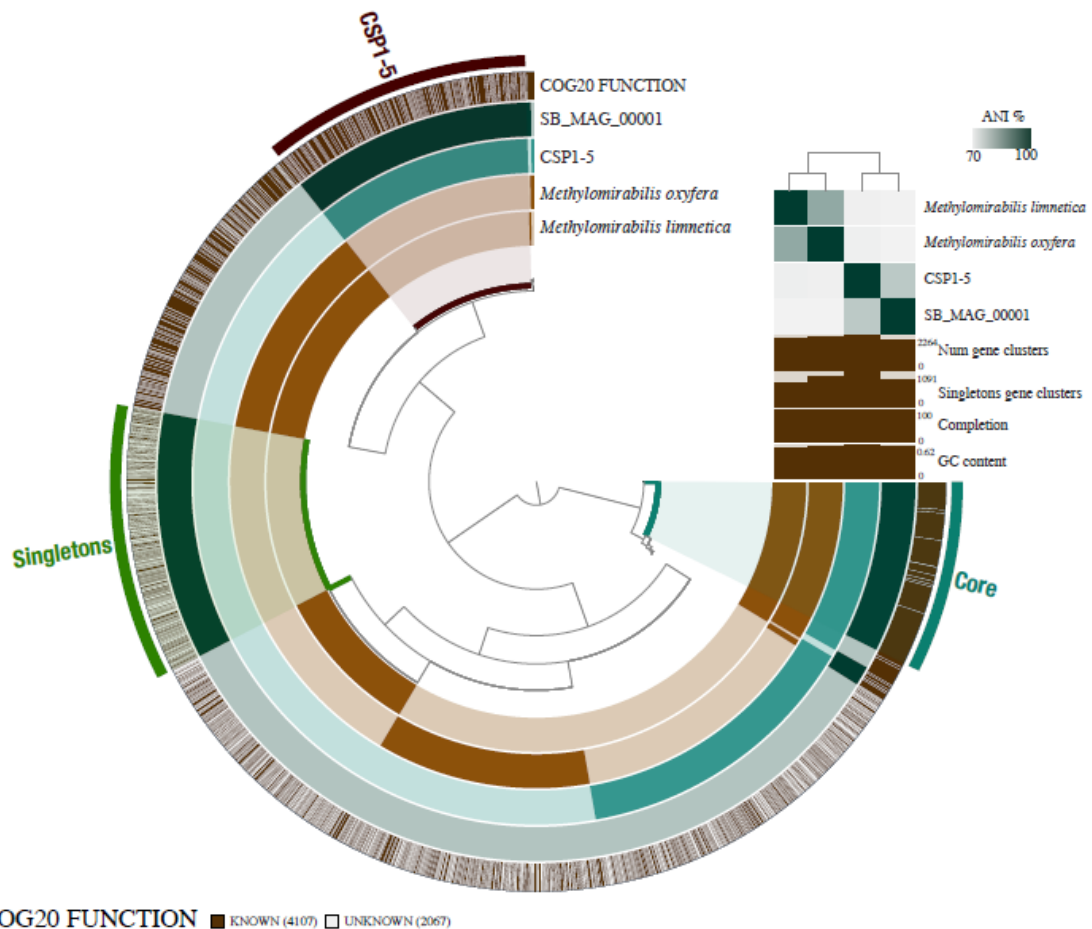 CSP1-5
COG20 FUNCTION
SB_MAG_00001
CSP1-5
Methylomirabilis oxyfera
Methylomirabilis limnetica
ANI %
70 100
Methylomirabilis limnetica
Methylomirabilis oxyfera
CSP1-5
SB_MAG_00001
2264 Num gene clusters
0
1091 Singletons gene clusters
0
100 Completion
0
0.62 GC content
0
Singletons
Core
OG20 FUNCTION KNOWN (4107) UNKNOWN (2067)